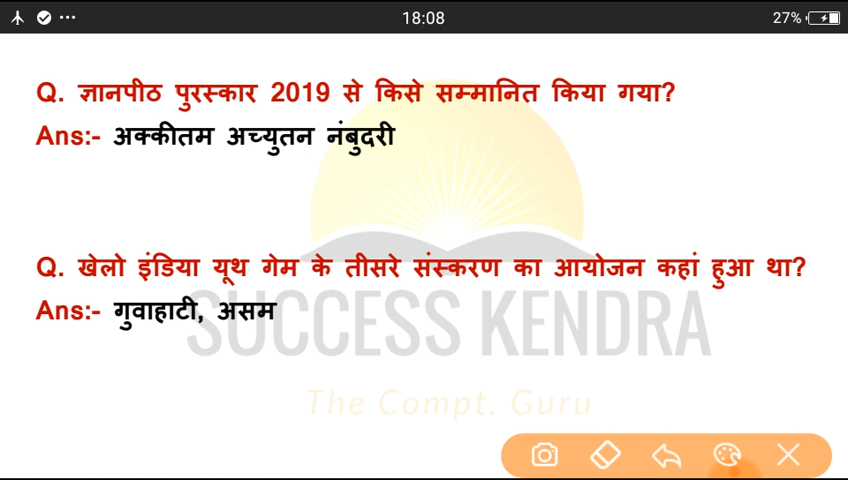 18:08
27%
Q. ज्ञानपीठ पुरस्कार 2019 से किसे सम्मानित किया गया?
Ans:- अक्कीतम अच्युतन नंबुदरी
Q. खेलो इंडिया यूथ गेम के तीसरे संस्करण का आयोजन कहां हुआ था?
Ans:- गुवाहाटी, असम
SUCCESS KENDRA
The Compt. Guru